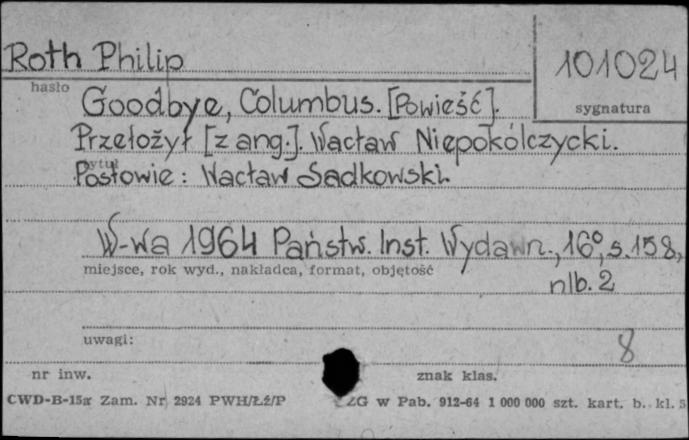 Roth Philip
101024
hasło
sygnatura
Goodbye, Columbus. [Powieść].
Przełożył [z ang.]. Wacław Niepokólczycki.
tytuł
Posłowie: Wacław Sadkowski.
W-wa 1964 Państw. Inst. Wydawn., 16°, s. 158,
miejsce, rok wyd., nakładca, format, objętość
nlb. 2
uwagi:
8
nr inw.
znak klas.
CWD-B-15a Zam. Nr 2924 PWH/Łź/P ZG w Pab. 912-64 1 000 000 szt. kart. b. kl. 5